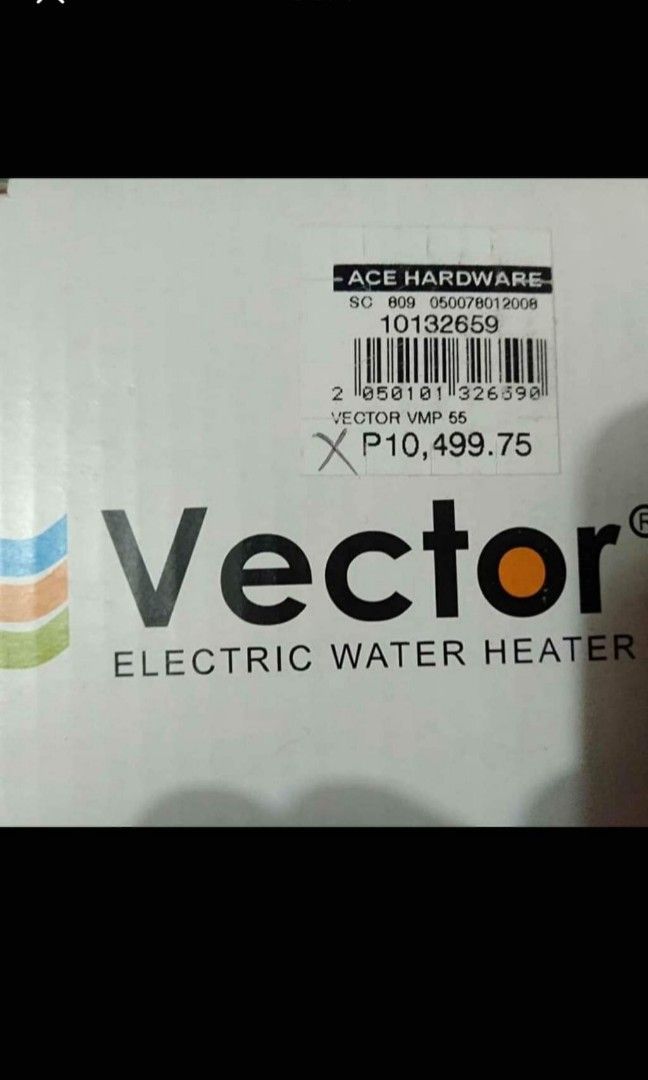 ACE HARDWARE
SC 809 050078012008
10132659
2 050101 326590
VECTOR VMP 55
X P10,499.75
Vector®
ELECTRIC WATER HEATER